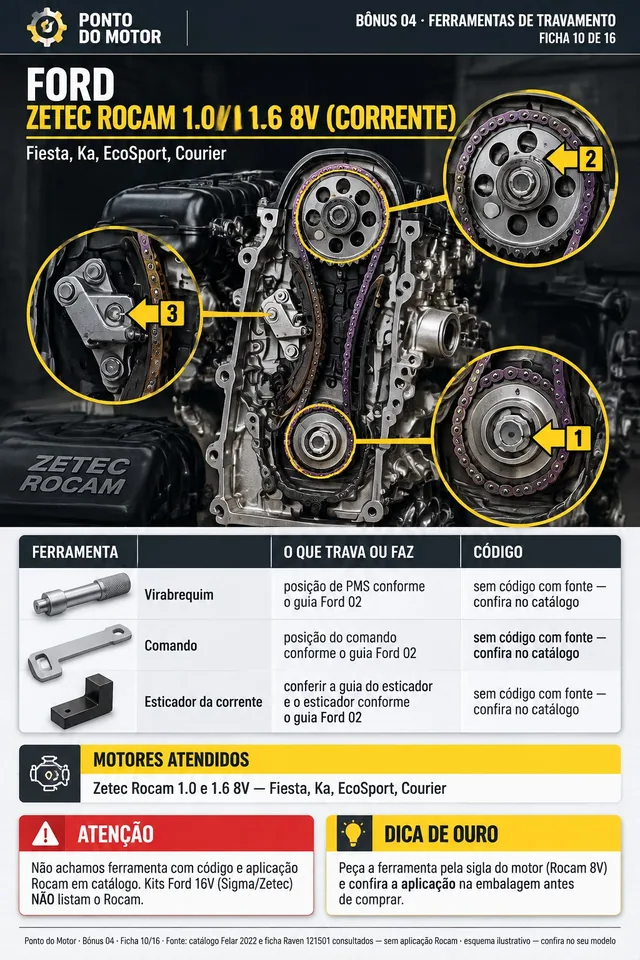 PONTO
DO MOTOR
BÔNUS 04 · FERRAMENTAS DE TRAVAMENTO
FICHA 10 DE 16
FORD
ZETEC ROCAM 1.0 1.6 8V (CORRENTE)
Fiesta, Ka, EcoSport, Courier
2
3
1
ZETEC
ROCAM
FERRAMENTA
O QUE TRAVA OU FAZ
CÓDIGO
Virabrequim
posição de PMS conforme
o guia Ford 02
sem código com fonte —
confira no catálogo
Comando
posição do comando
conforme o guia Ford 02
sem código com fonte —
confira no catálogo
Esticador da corrente
conferir a guia do esticador
e o esticador conforme
o guia Ford 02
sem código com fonte —
confira no catálogo
MOTORES ATENDIDOS
Zetec Rocam 1.0 e 1.6 8V — Fiesta, Ka, EcoSport, Courier
ATENÇÃO
Não achamos ferramenta com código e aplicação
Rocam em catálogo. Kits Ford 16V (Sigma/Zetec)
NÃO listam o Rocam.
DICA DE OURO
Peça a ferramenta pela sigla do motor (Rocam 8V)
e confira a aplicação na embalagem antes
de comprar.
Ponto do Motor · Bônus 04 · Ficha 10/16 · Fonte: catálogo Felar 2022 e ficha Raven 121501 consultados — sem aplicação Rocam · esquema ilustrativo — confira no seu modelo